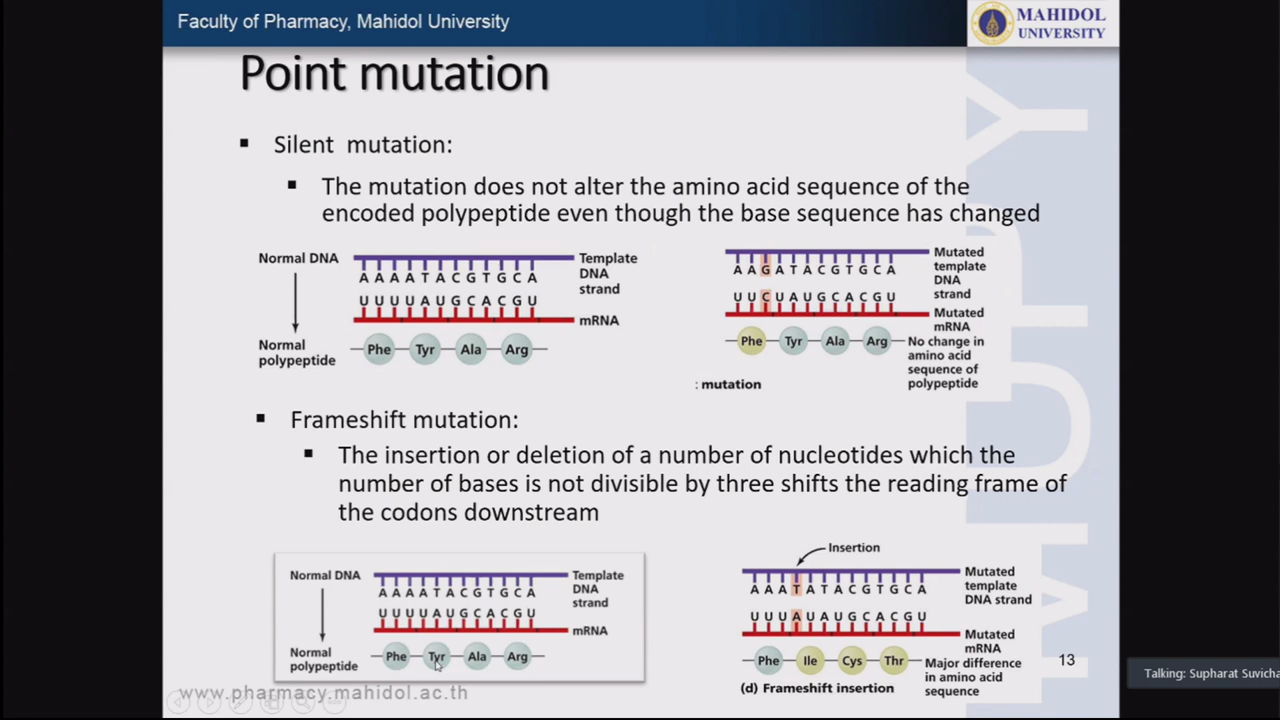 Faculty of Pharmacy, Mahidol University
MAHIDOL
UNIVERSITY
Point mutation
Silent mutation:
The mutation does not alter the amino acid sequence of the
encoded polypeptide even though the base sequence has changed
Normal DNA
A A A A T A C G T G C A
Template
DNA
strand
U U U U A U G C A C G U
mRNA
Normal
polypeptide
Phe Tyr Ala Arg
A A G A T A C G T G C A
Mutated
template
DNA
strand
U U C U A U G C A C G U
Mutated
mRNA
Phe Tyr Ala Arg
No change in
amino acid
sequence of
polypeptide
: mutation
Frameshift mutation:
The insertion or deletion of a number of nucleotides which the
number of bases is not divisible by three shifts the reading frame of
the codons downstream
Normal DNA
A A A A T A C G T G C A
Template
DNA
strand
U U U U A U G C A C G U
mRNA
Normal
polypeptide
Phe Tyr Ala Arg
Insertion
A A A T A T A C G T G C A
Mutated
template
DNA strand
U U U A U A U G C A C G U
Mutated
mRNA
Phe Ile Cys Thr
Major difference
in amino acid
sequence
(d) Frameshift insertion
13
www.pharmacy.mahidol.ac.th
Talking: Supharat Suvicha